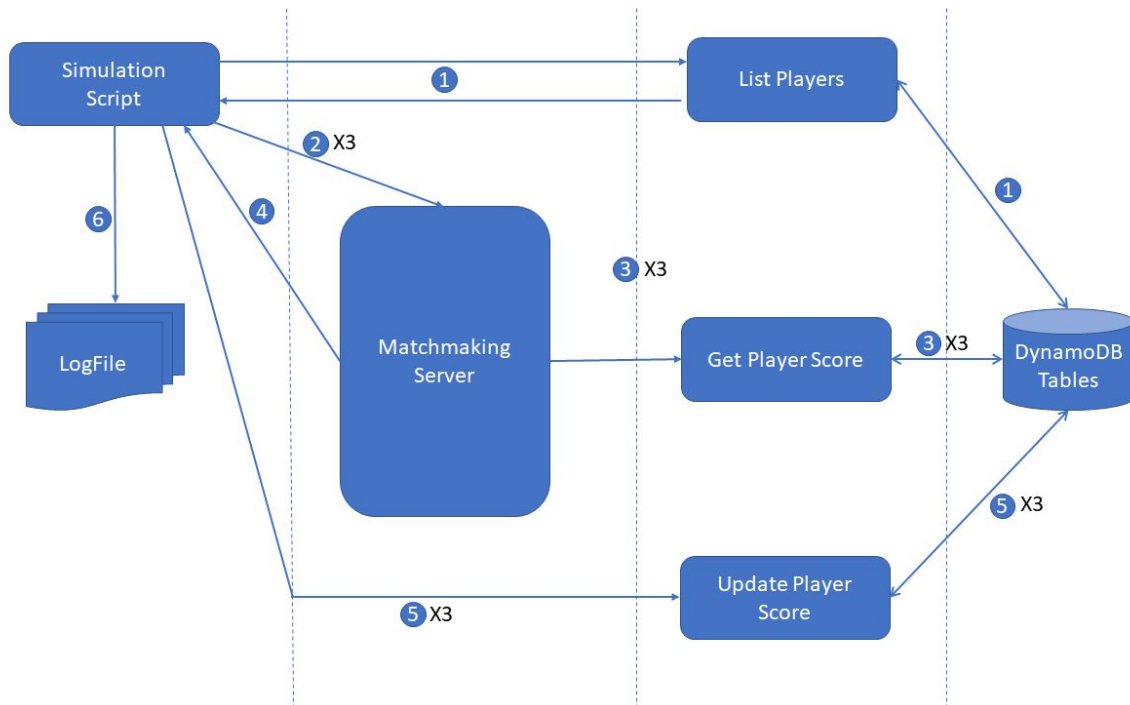 Simulation
Script
1
List Players
2 X3
4
1
6
3 X3
LogFile
Matchmaking
Server
Get Player Score
3 X3
DynamoDB
Tables
5 X3
Update Player
Score
5 X3